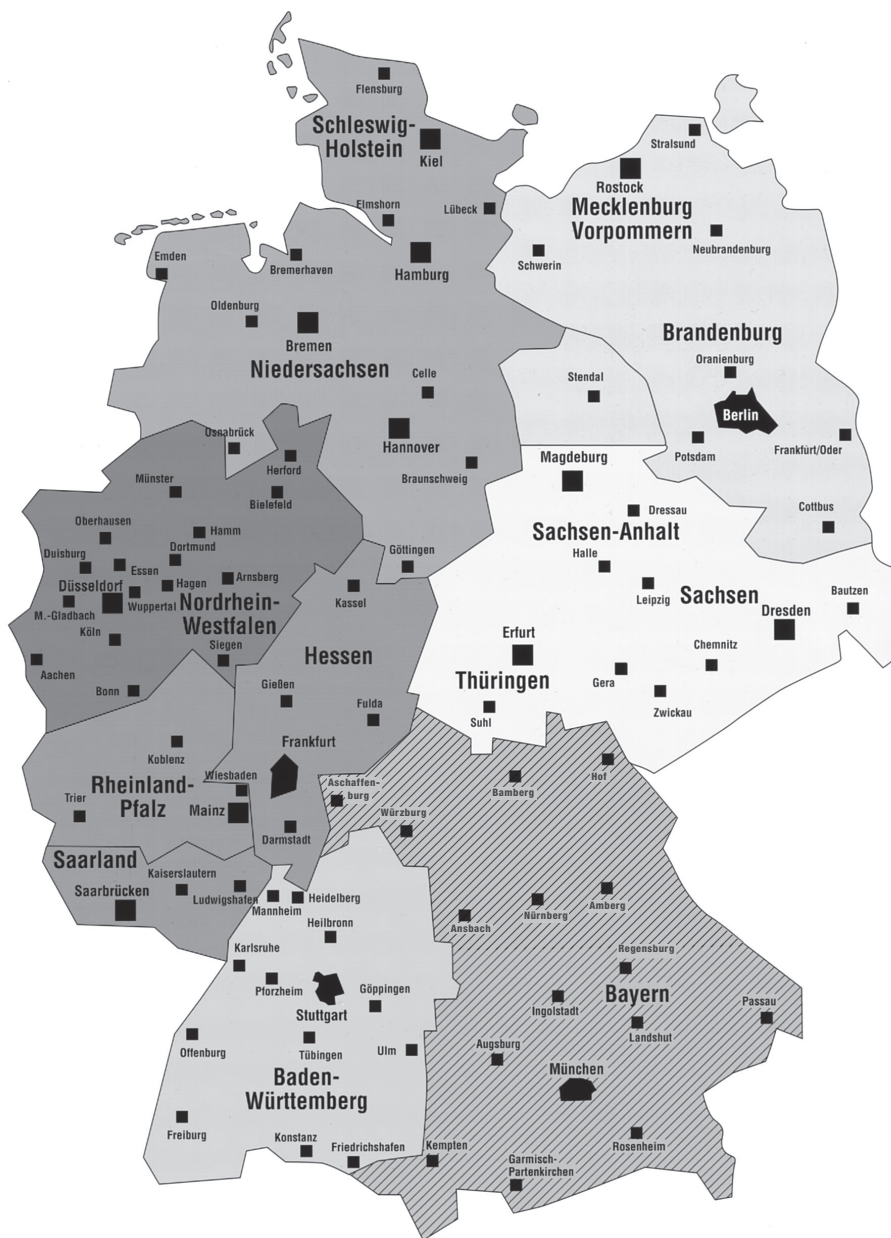 Flensburg
Schleswig-
Holstein
Kiel
Stralsund
Rostock
Mecklenburg
Vorpommern
Elmshorn
Lübeck
Neubrandenburg
Schwerin
Emden
Bremerhaven
Hamburg
Oldenburg
Bremen
Niedersachsen
Brandenburg
Oranienburg
Celle
Stendal
Berlin
Osnabrück
Hannover
Potsdam
Frankfurt/Oder
Herford
Magdeburg
Münster
Braunschweig
Bielefeld
Cottbus
Oberhausen
Hamm
Dressau
Sachsen-Anhalt
Dortmund
Duisburg
Essen
Göttingen
Halle
Düsseldorf
Hagen
Arnsberg
Kassel
Leipzig
Sachsen
Bautzen
M.-Gladbach
Wuppertal
Nordrhein-
Westfalen
Dresden
Köln
Erfurt
Chemnitz
Siegen
Hessen
Aachen
Thüringen
Gera
Bonn
Gießen
Fulda
Suhl
Zwickau
Frankfurt
Koblenz
Hof
Wiesbaden
Aschaffen-
burg
Bamberg
Rheinland-
Pfalz
Trier
Mainz
Würzburg
Darmstadt
Saarland
Kaiserslautern
Saarbrücken
Ludwigshafen
Mannheim
Heidelberg
Amberg
Nürnberg
Heilbronn
Ansbach
Karlsruhe
Regensburg
Pforzheim
Göppingen
Bayern
Passau
Stuttgart
Ingolstadt
Landshut
Offenburg
Tübingen
Ulm
Augsburg
Baden-
Württemberg
München
Freiburg
Konstanz
Friedrichshafen
Kempten
Rosenheim
Garmisch-
Partenkirchen